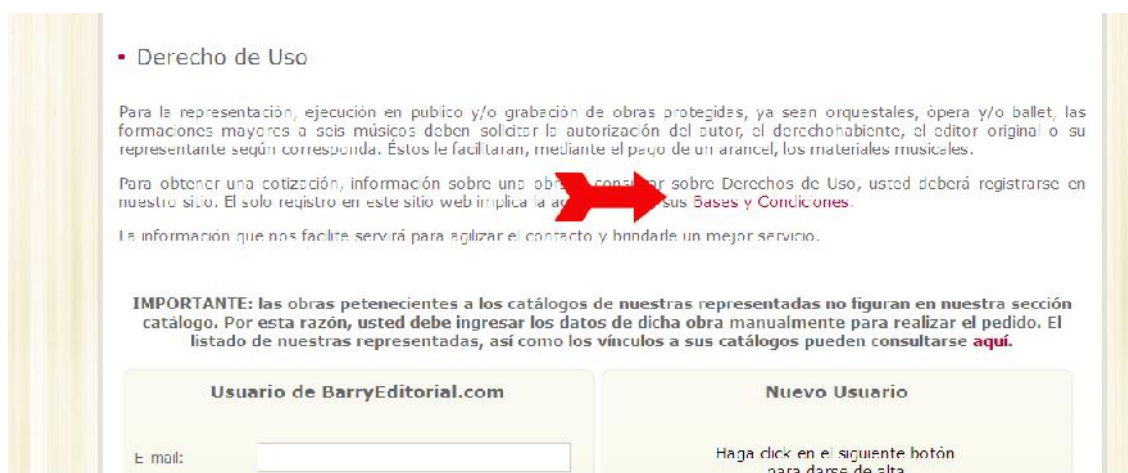 Derecho de Uso
Para la representación, ejecución en publico y/o grabación de obras protegidas, ya sean orquestales, ópera y/o ballet, las
formaciones mayores a seis músicos deben solicitar la autorización del autor, el derechohabiente, el editor original o su
representante según corresponda. Éstos le facilitaran, mediante el pago de un arancel, los materiales musicales.
Para obtener una cotización, información sobre una sobre Derechos de Uso, usted deberá registrarse en
nuestro sitio. El solo registro en este sitio web implica la sus Bases y Condiciones.
La información que nos facilite servirá para agilizar el contacto y brindarle un mejor servicio.
IMPORTANTE: las obras petenecientes a los catálogos de nuestras representadas no figuran en nuestra sección
catálogo. Por esta razón, usted debe ingresar los datos de dicha obra manualmente para realizar el pedido. El
listado de nuestras representadas, así como los vínculos a sus catálogos pueden consultarse aquí.
Usuario de BarryEditorial.com
Nuevo Usuario
E-mail:
Haga click en el siguiente botón
para darse de alta